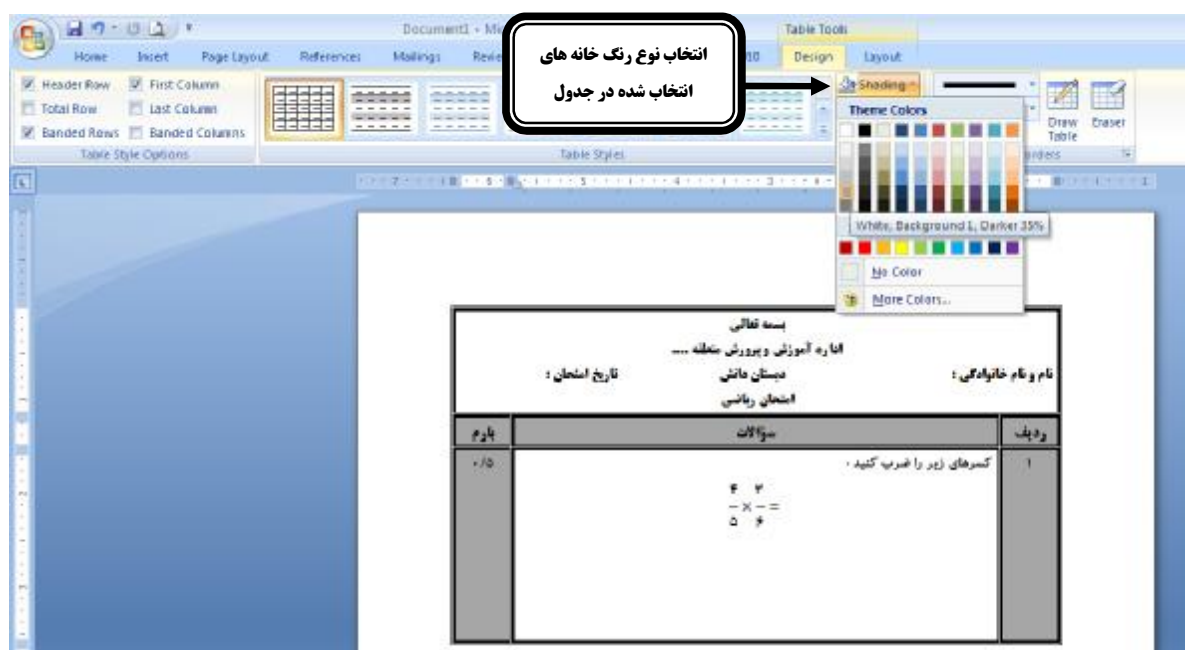 Document1 - Mi
Table Tools
Home Insert Page Layout References Mailings Revie
Design Layout
انتخاب نوع رنگ خانه های
انتخاب شده در جدول
Header Row First Column
Total Row Last Column
Banded Rows Banded Columns
Table Style Options
Table Styles
Shading
Draw Table
Eraser
Theme Colors
White, Background 1, Darker 35%
No Color
More Colors...
بسمه تعالی
اداره آموزش وپرورش منطقه ....
نام و نام خانوادگی : دبستان دانش تاریخ امتحان :
امتحان ریاضی
ردیف سؤالات بارم
۱ کسرهای زیر را ضرب کنید . ۰/۵
۴ ۲
— × — =
۵ ۶